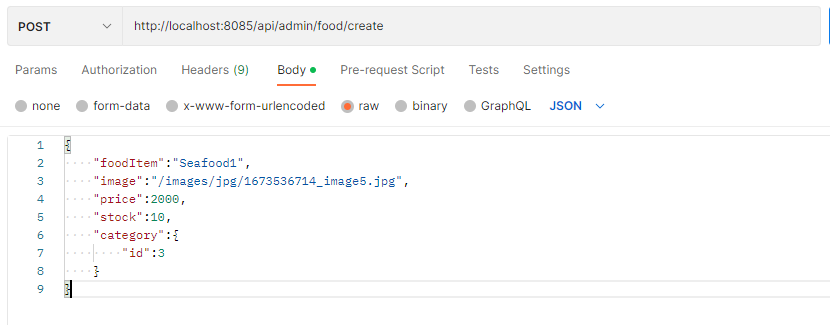 POST http://localhost:8085/api/admin/food/create
Params Authorization Headers (9) Body Pre-request Script Tests Settings
none form-data x-www-form-urlencoded raw binary GraphQL JSON
1 {
2 "foodItem":"Seafood1",
3 "image":"/images/jpg/1673536714_image5.jpg",
4 "price":2000,
5 "stock":10,
6 "category":{
7 "id":3
8 }
9 }